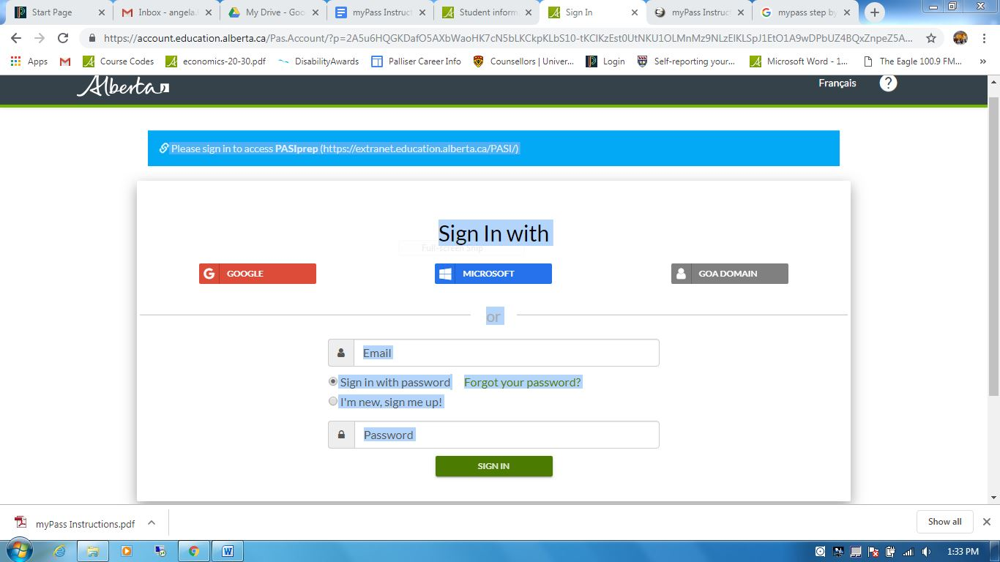 Start Page
Inbox - angela.
My Drive - Goo
myPass Instruct
Student inform
Sign In
myPass Instruct
mypass step by
https://account.education.alberta.ca/Pas.Account/?p=2A5u6HQGKDafO5AXbWaoHK7cN5bLKCkpKLbS10-tKClKzEst0UtNKU1OLMnMz9NLzElKLSpJ1EtO1A9wDPbUZ4BQxZnpeZ5A...
Apps
Course Codes
economics-20-30.pdf
DisabilityAwards
Palliser Career Info
Counsellors | Univer...
Login
Self-reporting your...
Microsoft Word - 1...
The Eagle 100.9 FM...
»
Alberta
Français
?
Please sign in to access PASIprep (https://extranet.education.alberta.ca/PASI/)
Sign In with
Full-screen Snip
GOOGLE
MICROSOFT
GOA DOMAIN
or
Email
Sign in with password Forgot your password?
I'm new, sign me up!
Password
SIGN IN
myPass Instructions.pdf
Show all
1:33 PM